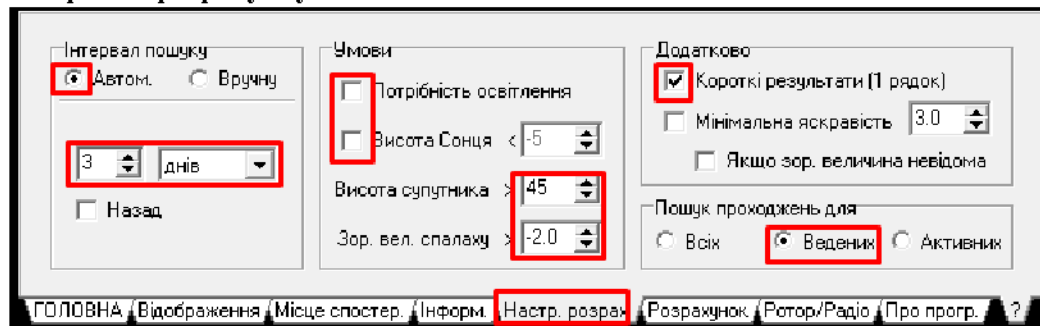 Інтервал пошуку
Автом. Вручну
3 днів
Назад
Умови
Потрібність освітлення
Висота Сонця < -5
Висота супутника > 45
Зор. вел. спалаху > -2.0
Додатково
Короткі результати (1 рядок)
Мінімальна яскравість 3.0
Якщо зор. величина невідома
Пошук проходжень для
Всіх Ведених Активних
ГОЛОВНА Відображення Місце спостер. Інформ. Настр. розрах Розрахунок Ротор/Радіо Про прогр. ?